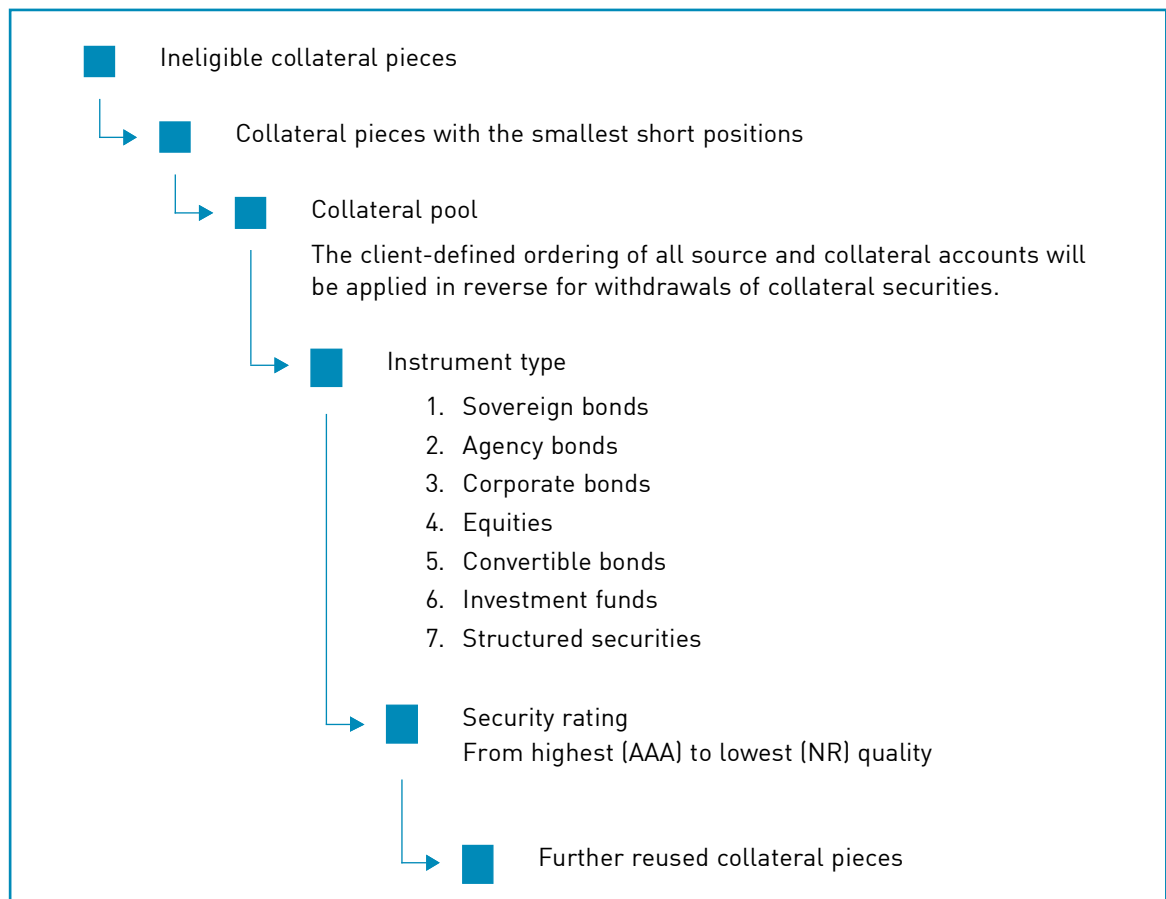 Ineligible collateral pieces
Collateral pieces with the smallest short positions
Collateral pool
The client-defined ordering of all source and collateral accounts will
be applied in reverse for withdrawals of collateral securities.
Instrument type
1. Sovereign bonds
2. Agency bonds
3. Corporate bonds
4. Equities
5. Convertible bonds
6. Investment funds
7. Structured securities
Security rating
From highest (AAA) to lowest (NR) quality
Further reused collateral pieces